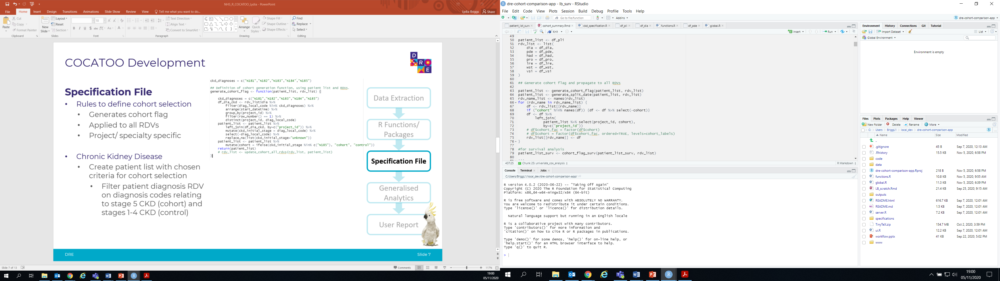 NHS_R_COCATOO_Lydia - PowerPoint
File Home Insert Design Transitions Animations Slide Show Review View Tell me what you want to do...
Lydia Briggs Share
Cut
Copy
Format Painter
Paste
Clipboard
New Slide
Layout
Reset
Section
Slides
18
Font
Text Direction
Align Text
Convert to SmartArt
Paragraph
Arrange
Quick Styles
Shape Fill
Shape Outline
Shape Effects
Drawing
Find
Replace
Select
Editing
COCATOO Development
D
R O
M E
Specification File
• Rules to define cohort selection
• Generates cohort flag
• Applied to all RDVs
• Project/ specialty specific
• Chronic Kidney Disease
• Create patient list with chosen
criteria for cohort selection
• Filter patient diagnosis RDV
on diagnosis codes relating
to stage 5 CKD (cohort) and
stages 1-4 CKD (control)
ckd_diagnoses = c("N181","N182","N183","N184","N185")
## Definition of cohort generation function, using patient list and RDVs.
generate_cohort_flag <- function(patient_list, rdv_list) {
ckd_diagnoses = c("N181","N182","N183","N184","N185")
df_dia_ckd <- rdv_list$dia %>%
filter(diag_local_code %in% ckd_diagnoses) %>%
arrange(start_datetime) %>%
group_by(project_id) %>%
filter(row_number() == 1) %>%
distinct(project_id, diag_local_code)
patient_list <- patient_list %>%
left_join(df_dia_ckd, by=c("project_id")) %>%
mutate(ckd_initial_stage = diag_local_code) %>%
select(-diag_local_code) %>%
replace_na(list(ckd_initial_stage="unknown"))
patient_list <- patient_list %>%
mutate(cohort = ifelse(ckd_initial_stage %in% c("N185"), "cohort", "control"))
return(patient_list)
# rdv_list <- update_cohort_all_rdvs(rdv_list, patient_list)
}
Data Extraction
R Functions/
Packages
Specification File
Generalised
Analytics
User Report
DRE Slide 7
Slide 7 of 13
Comments
117%
19:00
05/11/2020
dre-cohort-comparison-app - lb_surv - RStudio
File Edit Code View Plots Session Build Debug Profile Tools Help
Go to file/function Addins
dre-cohort-comparison-app
patient_list_surv cohort_summary.Rmd ckd_specification.R df_pli df_dia functions.R df_pde global.R
Knit Insert Run
49
50 patient_list <- df_pli
51 rdv_list <- list(
52 dia = df_dia,
53 pde = df_pde,
54 had = df_had,
55 pro = df_pro,
56 lre = df_lre,
57 wst = df_wst,
58 vsi = df_vsi
59 )
60
61 ## Generate cohort flag and propagate to all RDVs
62
63 patient_list <- generate_cohort_flag(patient_list, rdv_list)
64 patient_list <- generate_split_date(patient_list, rdv_list)
65 rdv_name_list <- names(rdv_list)
66 for (rdv_name in rdv_name_list) {
67 df <- rdv_list[[rdv_name]]
68 if ("cohort" %in% names(df)) {df <- df %>% select(-cohort)}
69 df <- df %>%
70 left_join(
71 patient_list %>% select(project_id, cohort),
72 by=c('project_id'))
73 # df$cohort_fac = factor(df$cohort)
74 # df$cohort = factor(df$cohort_fac, ordered=TRUE, levels=cohort_labels)
75 rdv_list[[rdv_name]] <- df
76 }
77
78 #for survival analysis
79 patient_list_surv <- cohort_flag_surv(patient_list_surv, rdv_list)
80
81 ```
437:25 Chunk 25: univariate_cox_analysis R Markdown
Console Terminal Jobs
C:/Users/BriggL1/local_dev/dre-cohort-comparison-app/
R version 4.0.2 (2020-06-22) -- "Taking Off Again"
Copyright (C) 2020 The R Foundation for Statistical Computing
Platform: x86_64-w64-mingw32/x64 (64-bit)
R is free software and comes with ABSOLUTELY NO WARRANTY.
You are welcome to redistribute it under certain conditions.
Type 'license()' or 'licence()' for distribution details.
Natural language support but running in an English locale
R is a collaborative project with many contributors.
Type 'contributors()' for more information and
'citation()' on how to cite R or R packages in publications.
Type 'demo()' for some demos, 'help()' for on-line help, or
'help.start()' for an HTML browser interface to help.
Type 'q()' to quit R.
>
Environment History Connections Git Tutorial
Import Dataset List
Global Environment
Environment is empty
Files Plots Packages Help Viewer
New Folder Delete Rename More
C: Users BriggL1 local_dev dre-cohort-comparison-app
Name Size Modified
..
.gitignore 45 B Sep 7, 2020, 12:13 AM
.Rhistory 15.5 KB Nov 5, 2020, 6:58 PM
code
data
dre-cohort-comparison-app.Rproj 218 B Nov 5, 2020, 6:58 PM
functions.R 10.8 KB Nov 5, 2020, 9:55 AM
global.R 11.3 KB Nov 5, 2020, 6:39 PM
LB_scratch.Rmd 21.4 KB Sep 25, 2020, 9:15 AM
outputs
README.html 616.7 KB Sep 7, 2020, 12:01 AM
README.md 1.5 KB Sep 7, 2020, 12:01 AM
server.R 7.2 KB Sep 7, 2020, 12:01 AM
specifications
TinyTeX.zip 154.7 MB Oct 2, 2020, 3:59 PM
ui.R 12.2 KB Sep 7, 2020, 12:01 AM
workflow.pptx 41 KB Sep 22, 2020, 5:02 PM
www
19:00
05/11/2020